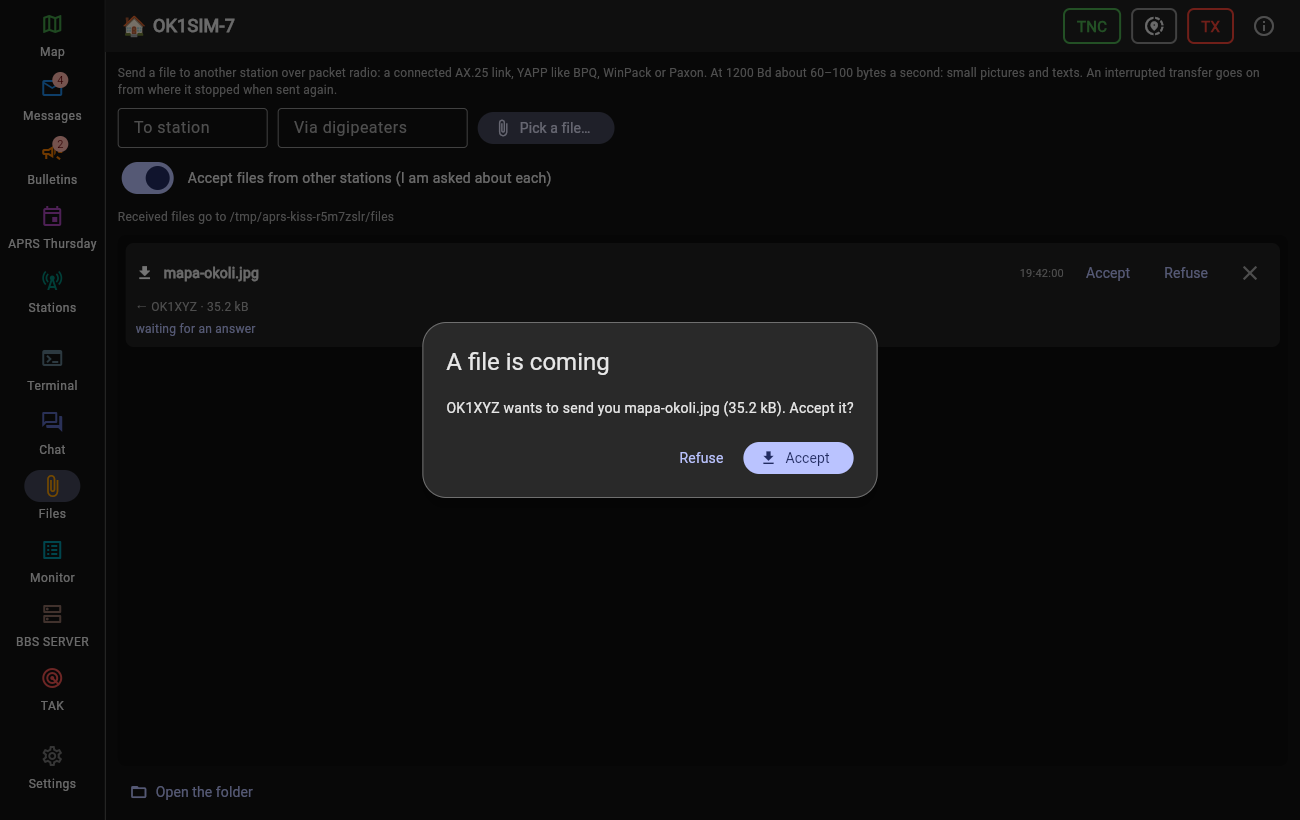 Map
4
Messages
2
Bulletins
APRS Thursday
Stations
Terminal
Chat
Files
Monitor
BBS SERVER
TAK
Settings
OK1SIM-7
TNC
TX
Send a file to another station over packet radio: a connected AX.25 link, YAPP like BPQ, WinPack or Paxon. At 1200 Bd about 60–100 bytes a second: small pictures and texts. An interrupted transfer goes on
from where it stopped when sent again.
To station
Via digipeaters
Pick a file…
Accept files from other stations (I am asked about each)
Received files go to /tmp/aprs-kiss-r5m7zslr/files
mapa-okoli.jpg
19:42:00
Accept
Refuse
← OK1XYZ · 35.2 kB
waiting for an answer
A file is coming
OK1XYZ wants to send you mapa-okoli.jpg (35.2 kB). Accept it?
Refuse
Accept
Open the folder